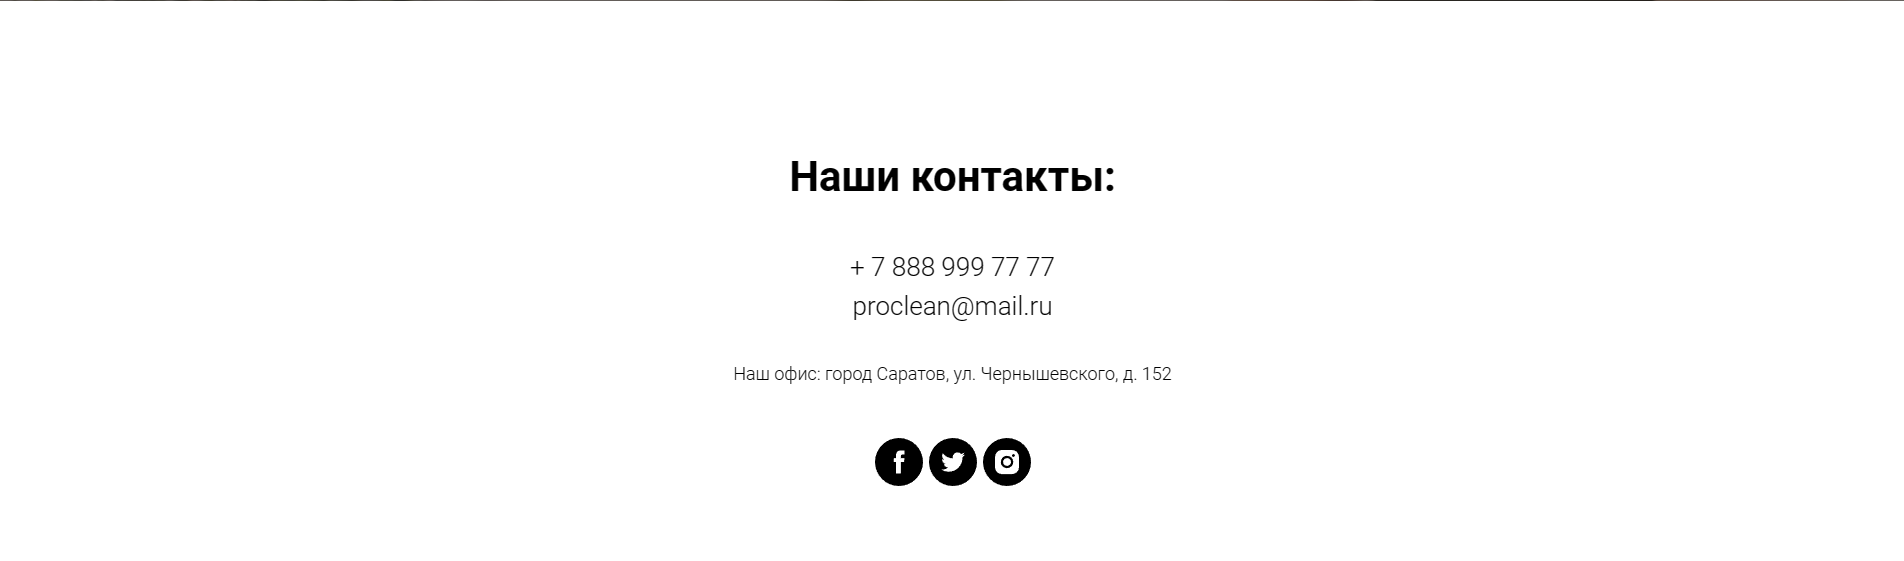 Наши контакты:
+ 7 888 999 77 77
proclean@mail.ru
Наш офис: город Саратов, ул. Чернышевского, д. 152